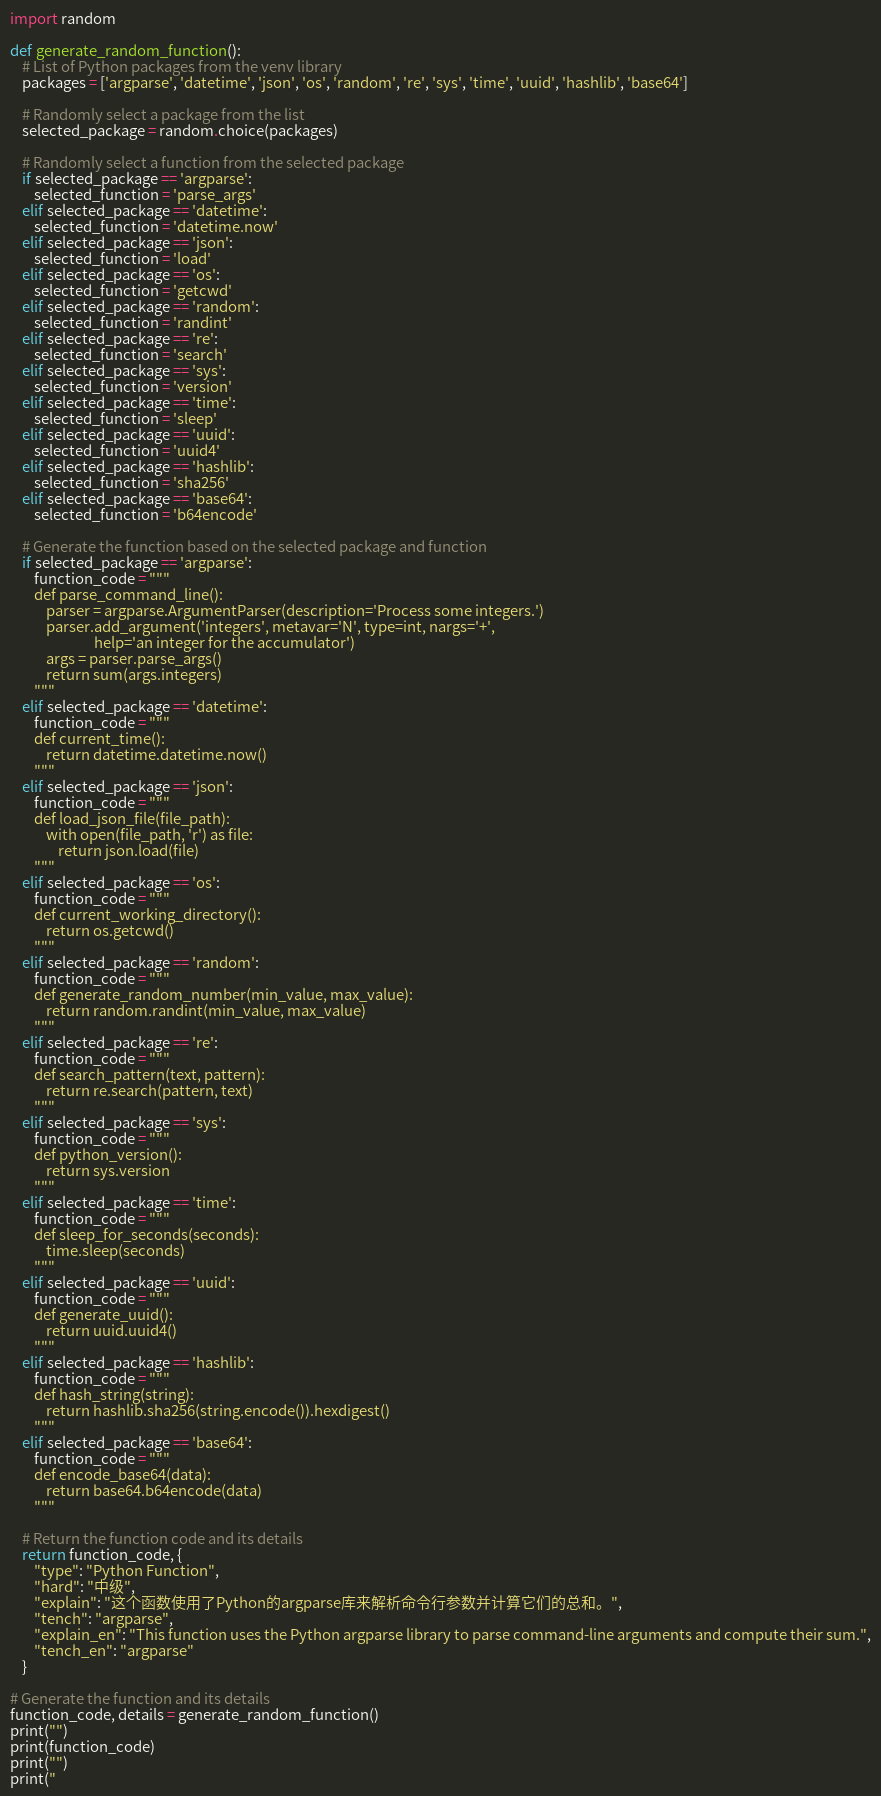 import random
def generate_random_function():
# List of Python packages from the venv library
packages = ['argparse', 'datetime', 'json', 'os', 'random', 're', 'sys', 'time', 'uuid', 'hashlib', 'base64']
# Randomly select a package from the list
selected_package = random.choice(packages)
# Randomly select a function from the selected package
if selected_package == 'argparse':
selected_function = 'parse_args'
elif selected_package == 'datetime':
selected_function = 'datetime.now'
elif selected_package == 'json':
selected_function = 'load'
elif selected_package == 'os':
selected_function = 'getcwd'
elif selected_package == 'random':
selected_function = 'randint'
elif selected_package == 're':
selected_function = 'search'
elif selected_package == 'sys':
selected_function = 'version'
elif selected_package == 'time':
selected_function = 'sleep'
elif selected_package == 'uuid':
selected_function = 'uuid4'
elif selected_package == 'hashlib':
selected_function = 'sha256'
elif selected_package == 'base64':
selected_function = 'b64encode'
# Generate the function based on the selected package and function
if selected_package == 'argparse':
function_code = """
def parse_command_line():
parser = argparse.ArgumentParser(description='Process some integers.')
parser.add_argument('integers', metavar='N', type=int, nargs='+',
help='an integer for the accumulator')
args = parser.parse_args()
return sum(args.integers)
"""
elif selected_package == 'datetime':
function_code = """
def current_time():
return datetime.datetime.now()
"""
elif selected_package == 'json':
function_code = """
def load_json_file(file_path):
with open(file_path, 'r') as file:
return json.load(file)
"""
elif selected_package == 'os':
function_code = """
def current_working_directory():
return os.getcwd()
"""
elif selected_package == 'random':
function_code = """
def generate_random_number(min_value, max_value):
return random.randint(min_value, max_value)
"""
elif selected_package == 're':
function_code = """
def search_pattern(text, pattern):
return re.search(pattern, text)
"""
elif selected_package == 'sys':
function_code = """
def python_version():
return sys.version
"""
elif selected_package == 'time':
function_code = """
def sleep_for_seconds(seconds):
time.sleep(seconds)
"""
elif selected_package == 'uuid':
function_code = """
def generate_uuid():
return uuid.uuid4()
"""
elif selected_package == 'hashlib':
function_code = """
def hash_string(string):
return hashlib.sha256(string.encode()).hexdigest()
"""
elif selected_package == 'base64':
function_code = """
def encode_base64(data):
return base64.b64encode(data)
"""
# Return the function code and its details
return function_code, {
"type": "Python Function",
"hard": "中级",
"explain": "这个函数使用了Python的argparse库来解析命令行参数并计算它们的总和。",
"tench": "argparse",
"explain_en": "This function uses the Python argparse library to parse command-line arguments and compute their sum.",
"tench_en": "argparse"
}
# Generate the function and its details
function_code, details = generate_random_function()
print("")
print(function_code)
print("")
print("